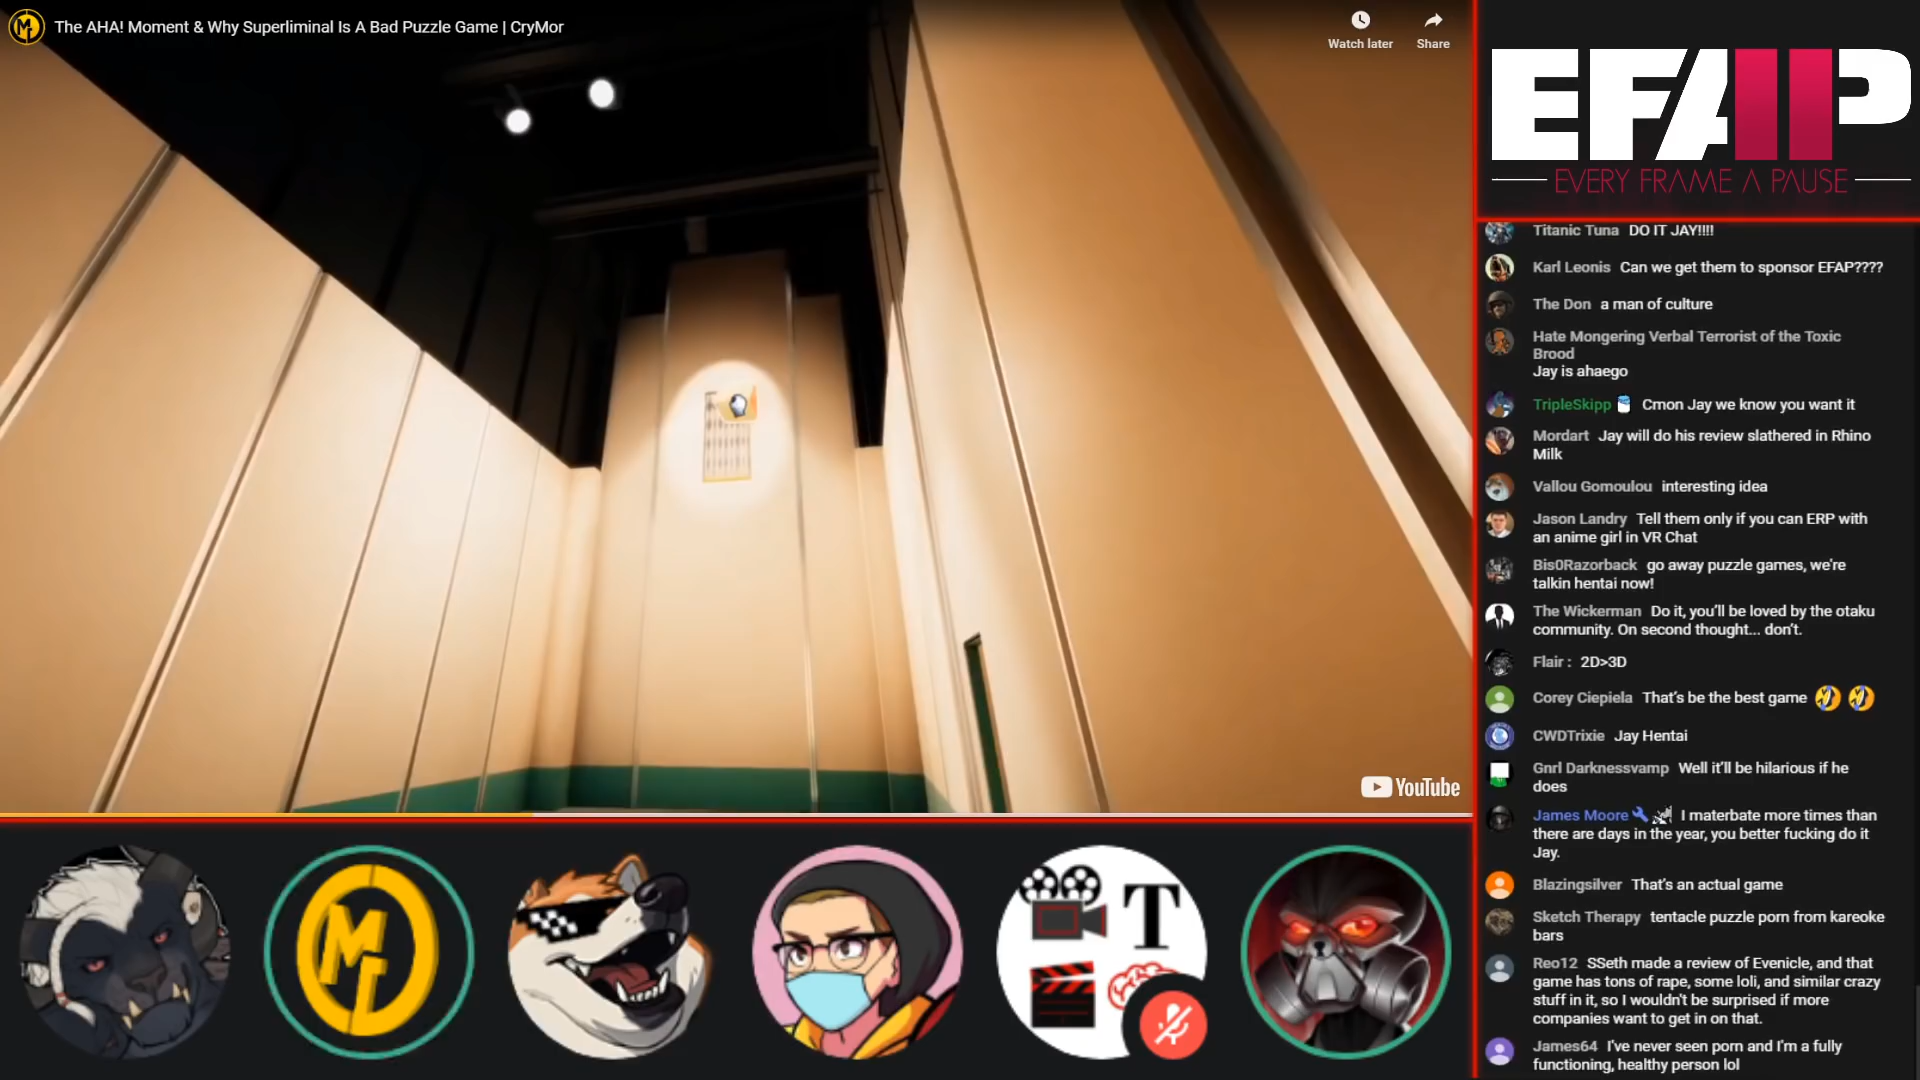 The AHA! Moment & Why Superliminal Is A Bad Puzzle Game | CryMor
Watch later
Share
YouTube
EFAP
EVERY FRAME A PAUSE
Titanic Tuna DO IT JAY!!!!
Karl Leonis Can we get them to sponsor EFAP????
The Don a man of culture
Hate Mongering Verbal Terrorist of the Toxic
Brood
Jay is ahaego
TripleSkipp Cmon Jay we know you want it
Mordart Jay will do his review slathered in Rhino
Milk
Vallou Gomoulou interesting idea
Jason Landry Tell them only if you can ERP with
an anime girl in VR Chat
Bis0Razorback go away puzzle games, we're
talkin hentai now!
The Wickerman Do it, you'll be loved by the otaku
community. On second thought... don't.
Flair : 2D>3D
Corey Ciepiela That's be the best game
CWDTrixie Jay Hentai
Gnrl Darknessvamp Well it'll be hilarious if he
does
James Moore I materbate more times than
there are days in the year, you better fucking do it
Jay.
Blazingsilver That's an actual game
Sketch Therapy tentacle puzzle porn from kareoke
bars
Reo12 SSeth made a review of Evenicle, and that
game has tons of rape, some loli, and similar crazy
stuff in it, so I wouldn't be surprised if more
companies want to get in on that.
James64 I've never seen porn and I'm a fully
functioning, healthy person lol
T